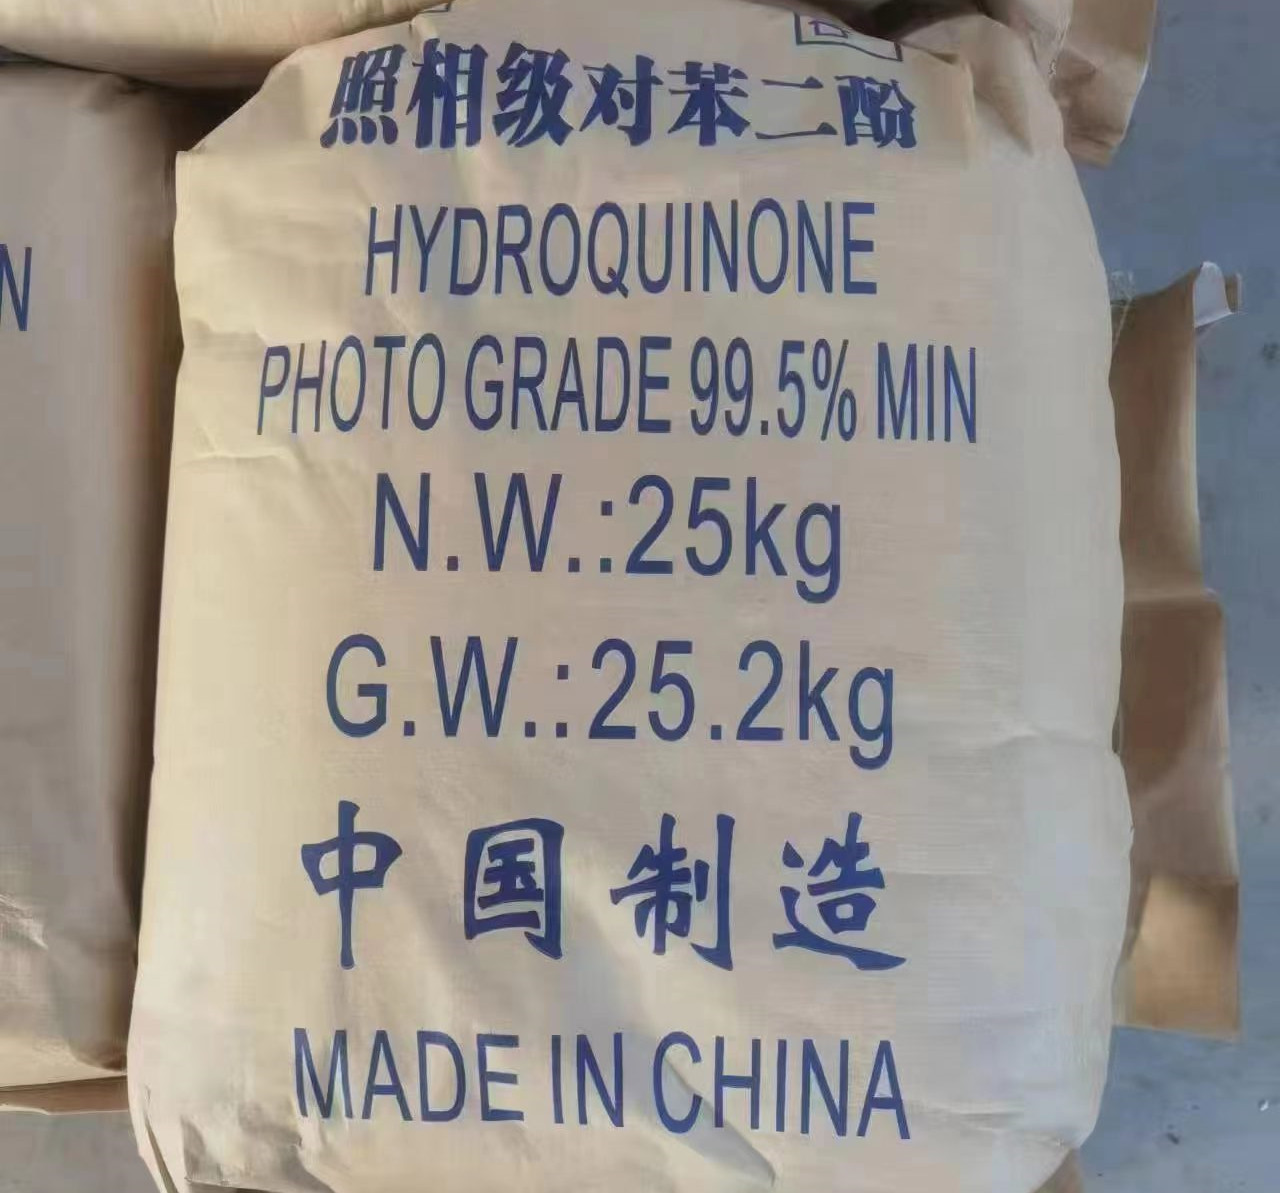 照相级对苯二酚
HYDROQUINONE
PHOTO GRADE 99.5% MIN
N.W.:25kg
G.W.:25.2kg
中国制造
MADE IN CHINA
N